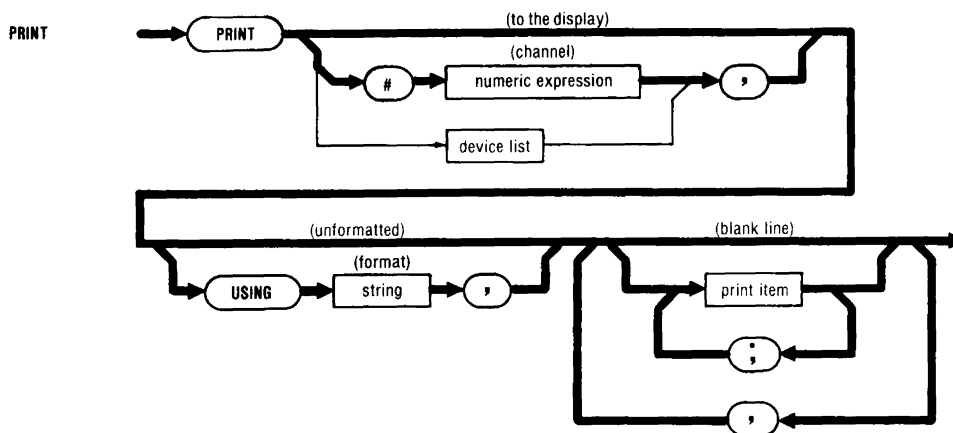 (to the display)
PRINT PRINT
(channel)
# numeric expression ,
device list
(unformatted) (blank line)
(format)
USING string , print item
;
,